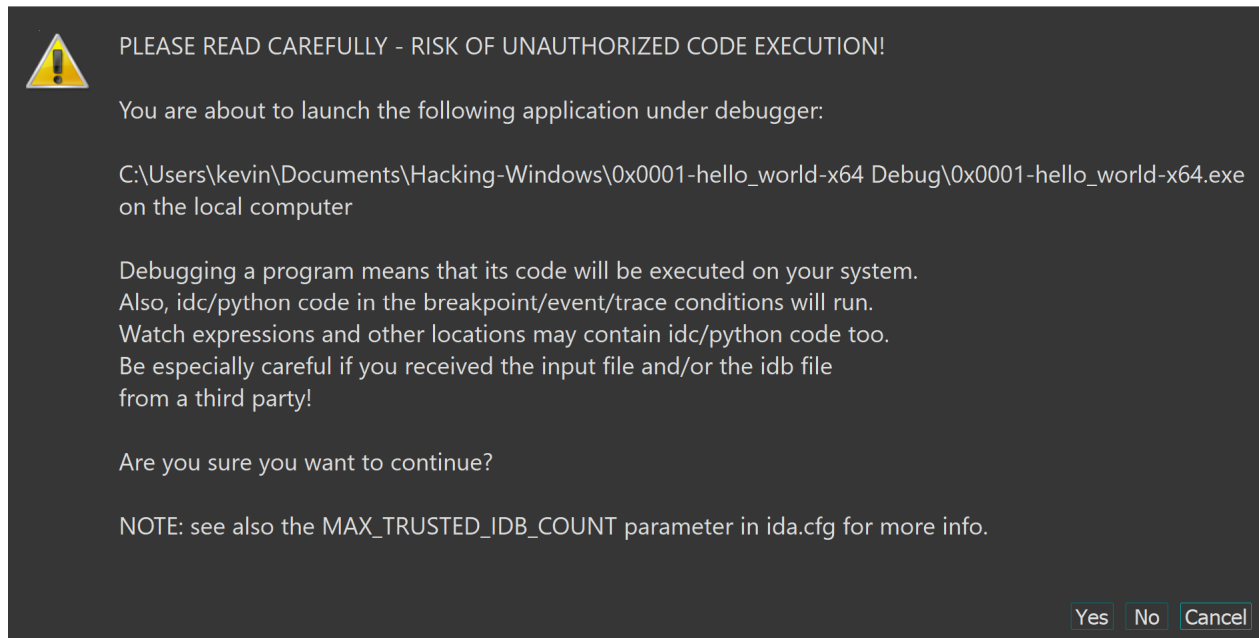 PLEASE READ CAREFULLY - RISK OF UNAUTHORIZED CODE EXECUTION!
You are about to launch the following application under debugger:
C:\Users\kevin\Documents\Hacking-Windows\0x0001-hello_world-x64 Debug\0x0001-hello_world-x64.exe
on the local computer
Debugging a program means that its code will be executed on your system.
Also, idc/python code in the breakpoint/event/trace conditions will run.
Watch expressions and other locations may contain idc/python code too.
Be especially careful if you received the input file and/or the idb file
from a third party!
Are you sure you want to continue?
NOTE: see also the MAX_TRUSTED_IDB_COUNT parameter in ida.cfg for more info.
Yes No Cancel